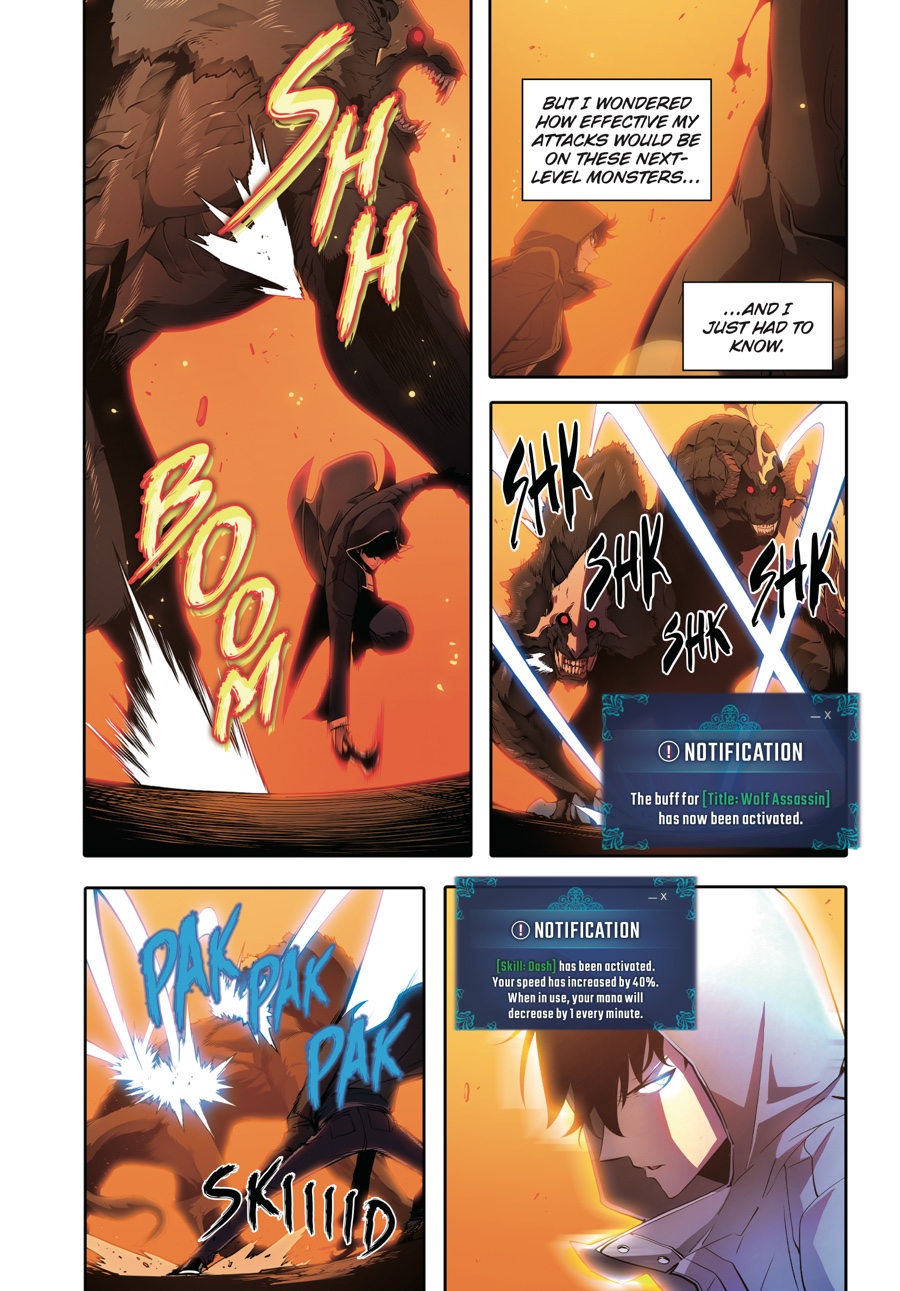 SHH
BOOM
BUT I WONDERED
HOW EFFECTIVE MY
ATTACKS WOULD BE
ON THESE NEXT-
LEVEL MONSTERS...
...AND I
JUST HAD TO
KNOW.
SHK
SHK
SHK
SHK
— X
! NOTIFICATION
The buff for [Title: Wolf Assassin]
has now been activated.
PAK
PAK
PAK
SKIIIID
— X
! NOTIFICATION
[Skill: Dash] has been activated.
Your speed has increased by 40%.
When in use, your mana will
decrease by 1 every minute.